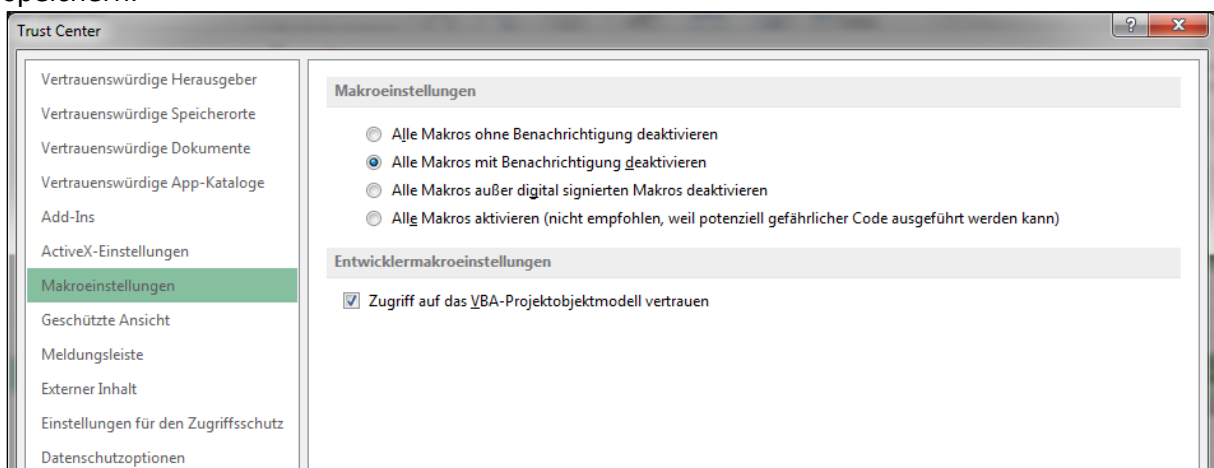 speichern.
Trust Center
Vertrauenswürdige Herausgeber
Vertrauenswürdige Speicherorte
Vertrauenswürdige Dokumente
Vertrauenswürdige App-Kataloge
Add-Ins
ActiveX-Einstellungen
Makroeinstellungen
Geschützte Ansicht
Meldungsleiste
Externer Inhalt
Einstellungen für den Zugriffsschutz
Datenschutzoptionen
Makroeinstellungen
Alle Makros ohne Benachrichtigung deaktivieren
Alle Makros mit Benachrichtigung deaktivieren
Alle Makros außer digital signierten Makros deaktivieren
Alle Makros aktivieren (nicht empfohlen, weil potenziell gefährlicher Code ausgeführt werden kann)
Entwicklermakroeinstellungen
Zugriff auf das VBA-Projektobjektmodell vertrauen